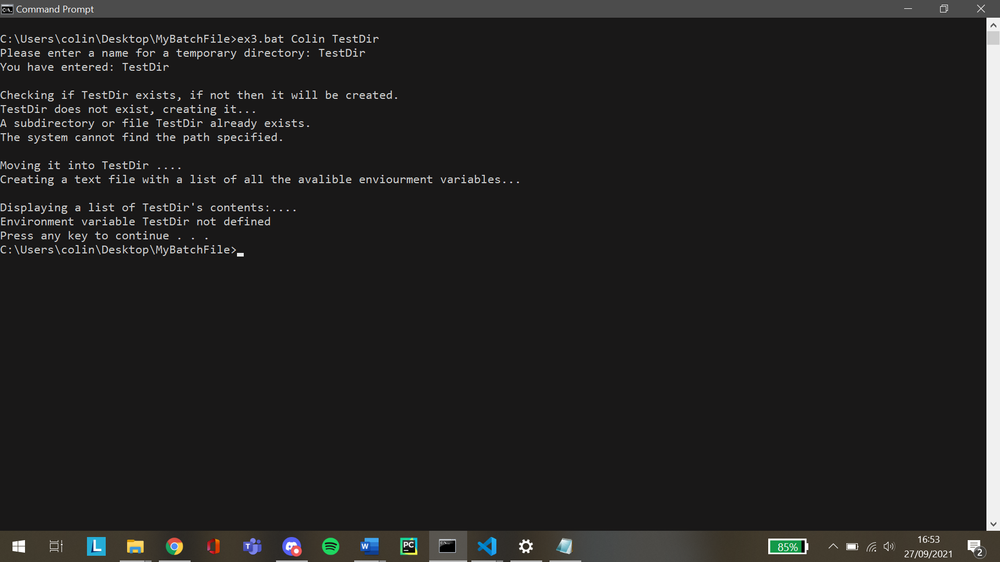 Command Prompt
C:\Users\colin\Desktop\MyBatchFile>ex3.bat Colin TestDir
Please enter a name for a temporary directory: TestDir
You have entered: TestDir
Checking if TestDir exists, if not then it will be created.
TestDir does not exist, creating it...
A subdirectory or file TestDir already exists.
The system cannot find the path specified.
Moving it into TestDir ....
Creating a text file with a list of all the avalible enviourment variables...
Displaying a list of TestDir's contents:....
Environment variable TestDir not defined
Press any key to continue . . .
C:\Users\colin\Desktop\MyBatchFile>
L
T
W
PC
85%
16:53
27/09/2021
2